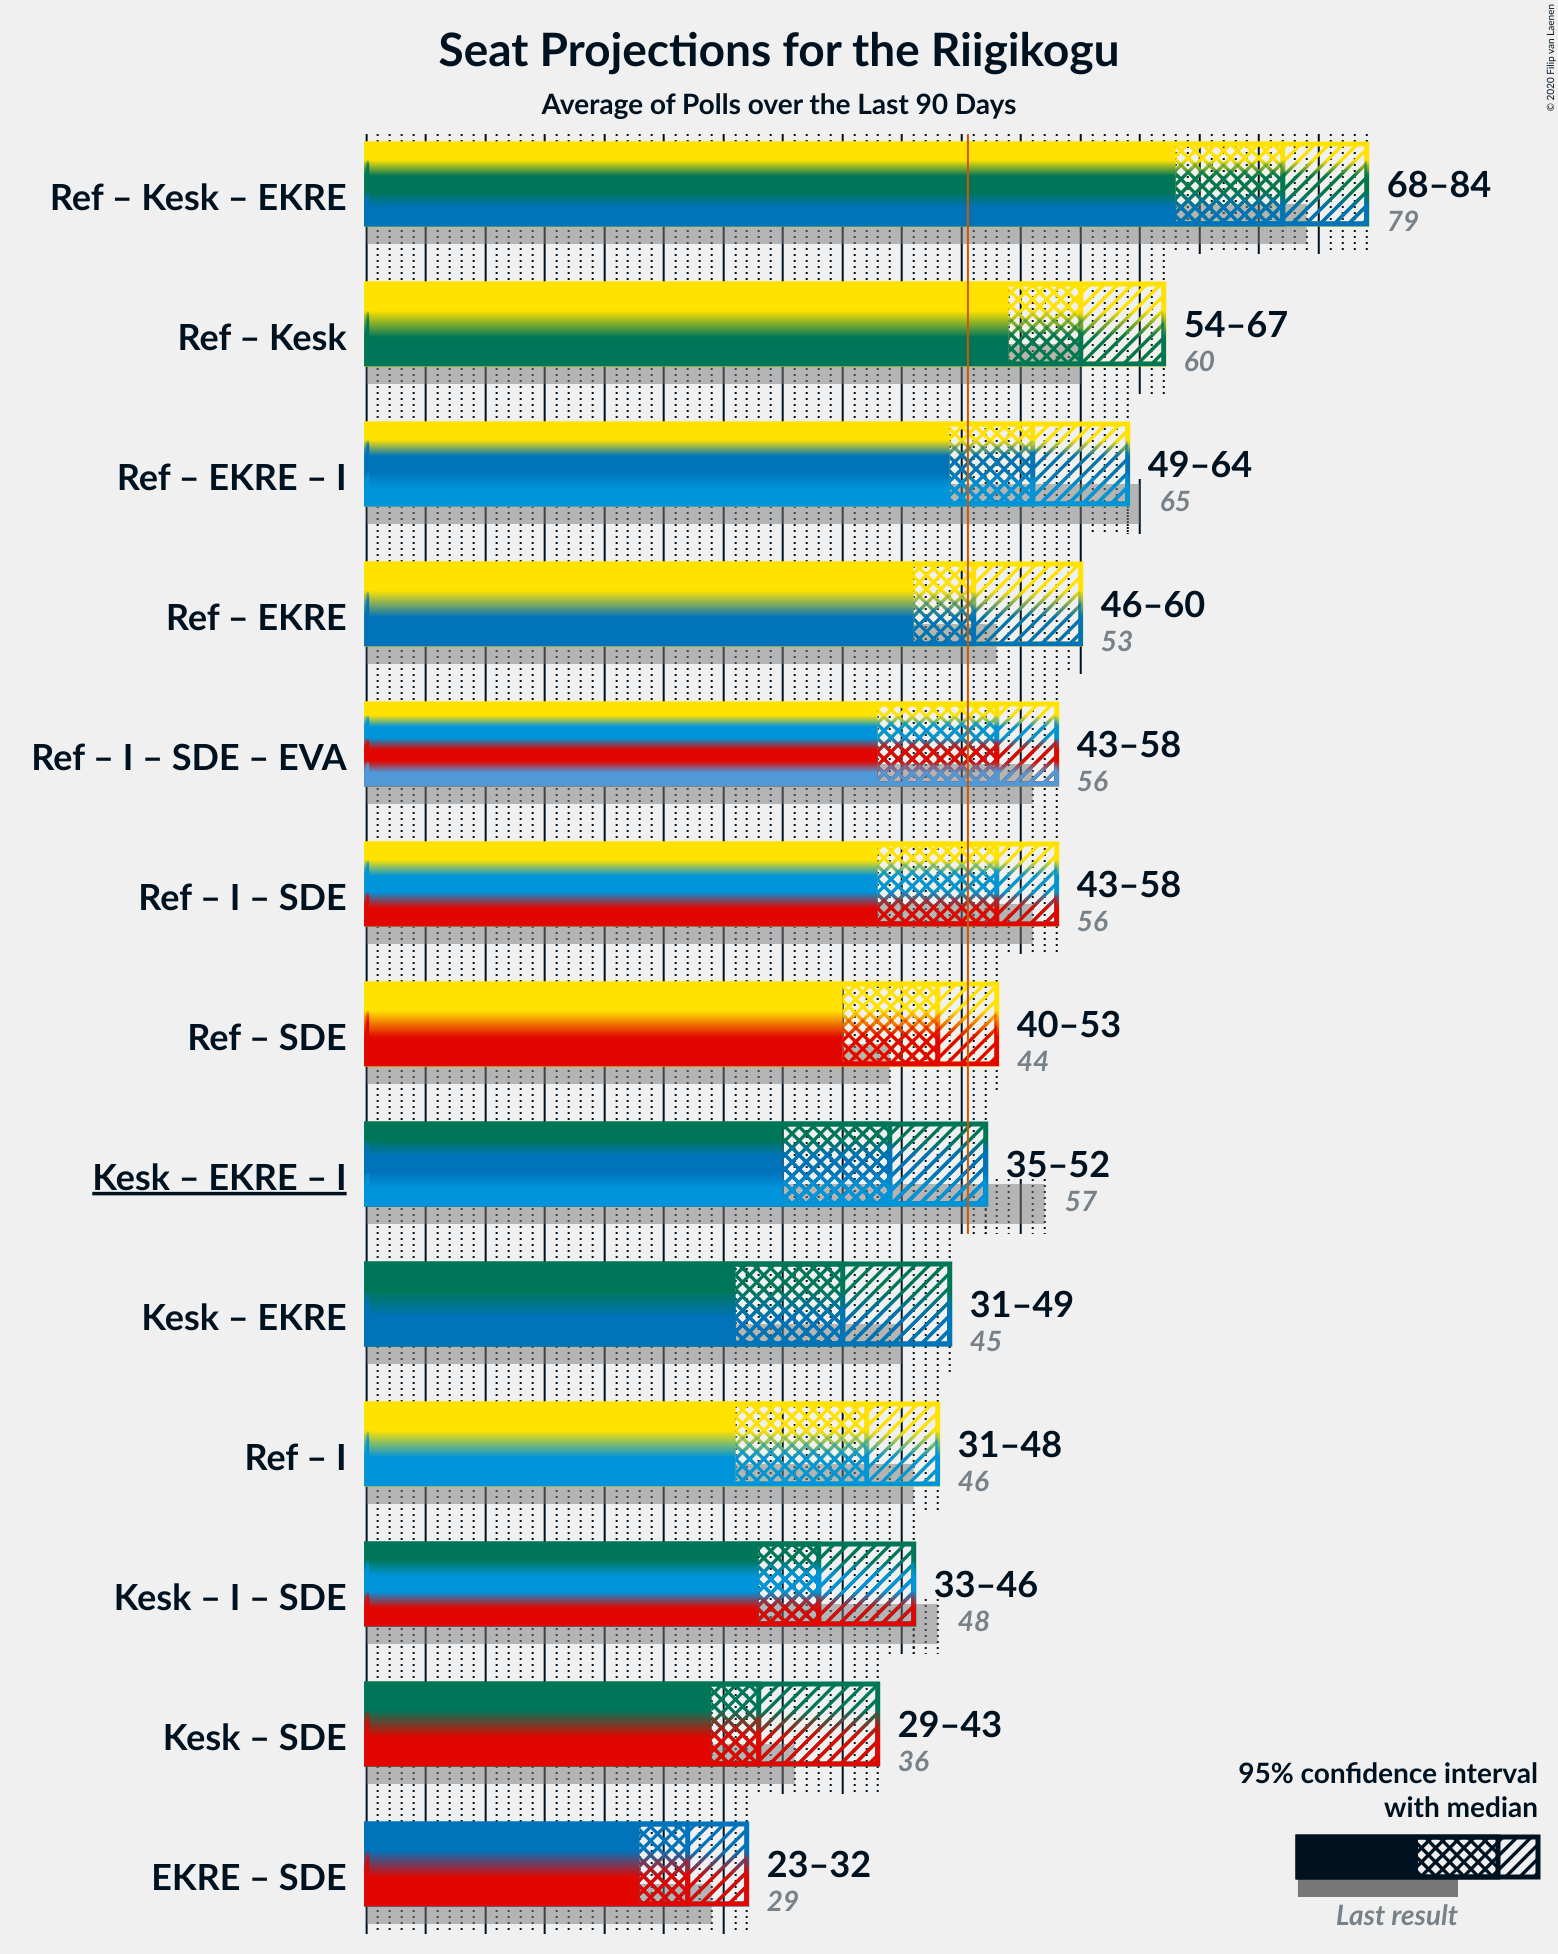 Seat Projections for the Riigikogu
Average of Polls over the Last 90 Days
© 2020 Filip van Laenen
Ref – Kesk – EKRE
68–84
79
Ref – Kesk
54–67
60
Ref – EKRE – I
49–64
65
Ref – EKRE
46–60
53
Ref – I – SDE – EVA
43–58
56
Ref – I – SDE
43–58
56
Ref – SDE
40–53
44
Kesk – EKRE – I
35–52
57
Kesk – EKRE
31–49
45
Ref – I
31–48
46
Kesk – I – SDE
33–46
48
Kesk – SDE
29–43
36
EKRE – SDE
23–32
29
95% confidence interval
with median
Last result